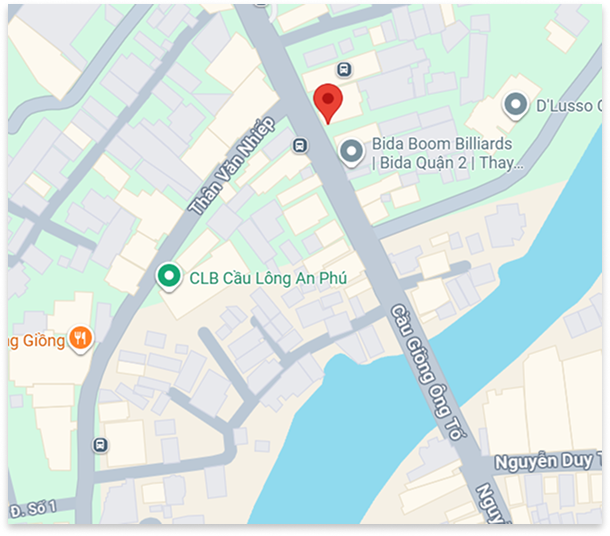 D'Lusso
Bida Boom Billiards
| Bida Quận 2 | Thay...
Thân Văn Nhiếp
CLB Cầu Lông An Phú
ng Giồng
Cầu Giồng Ông Tố
Nguyễn Duy T
Nguy
Đ. Số 1